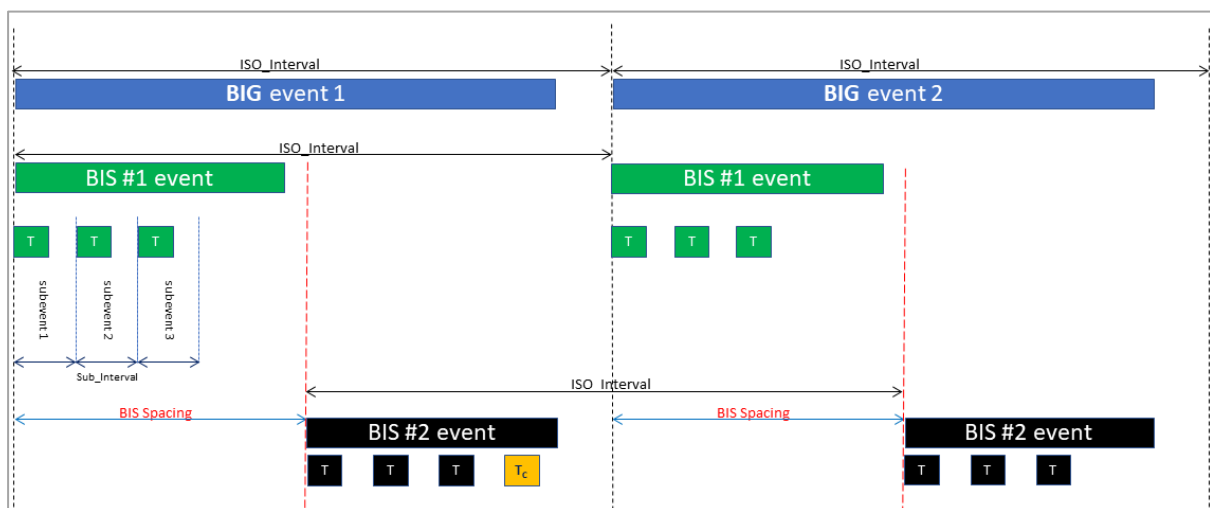 ISO_Interval
ISO_Interval
BIG event 1
BIG event 2
ISO_Interval
BIS #1 event
BIS #1 event
T
T
T
T
T
T
subevent 1
subevent 2
subevent 3
Sub_Interval
ISO_Interval
BIS Spacing
BIS Spacing
BIS #2 event
BIS #2 event
T
T
T
Tc
T
T
T